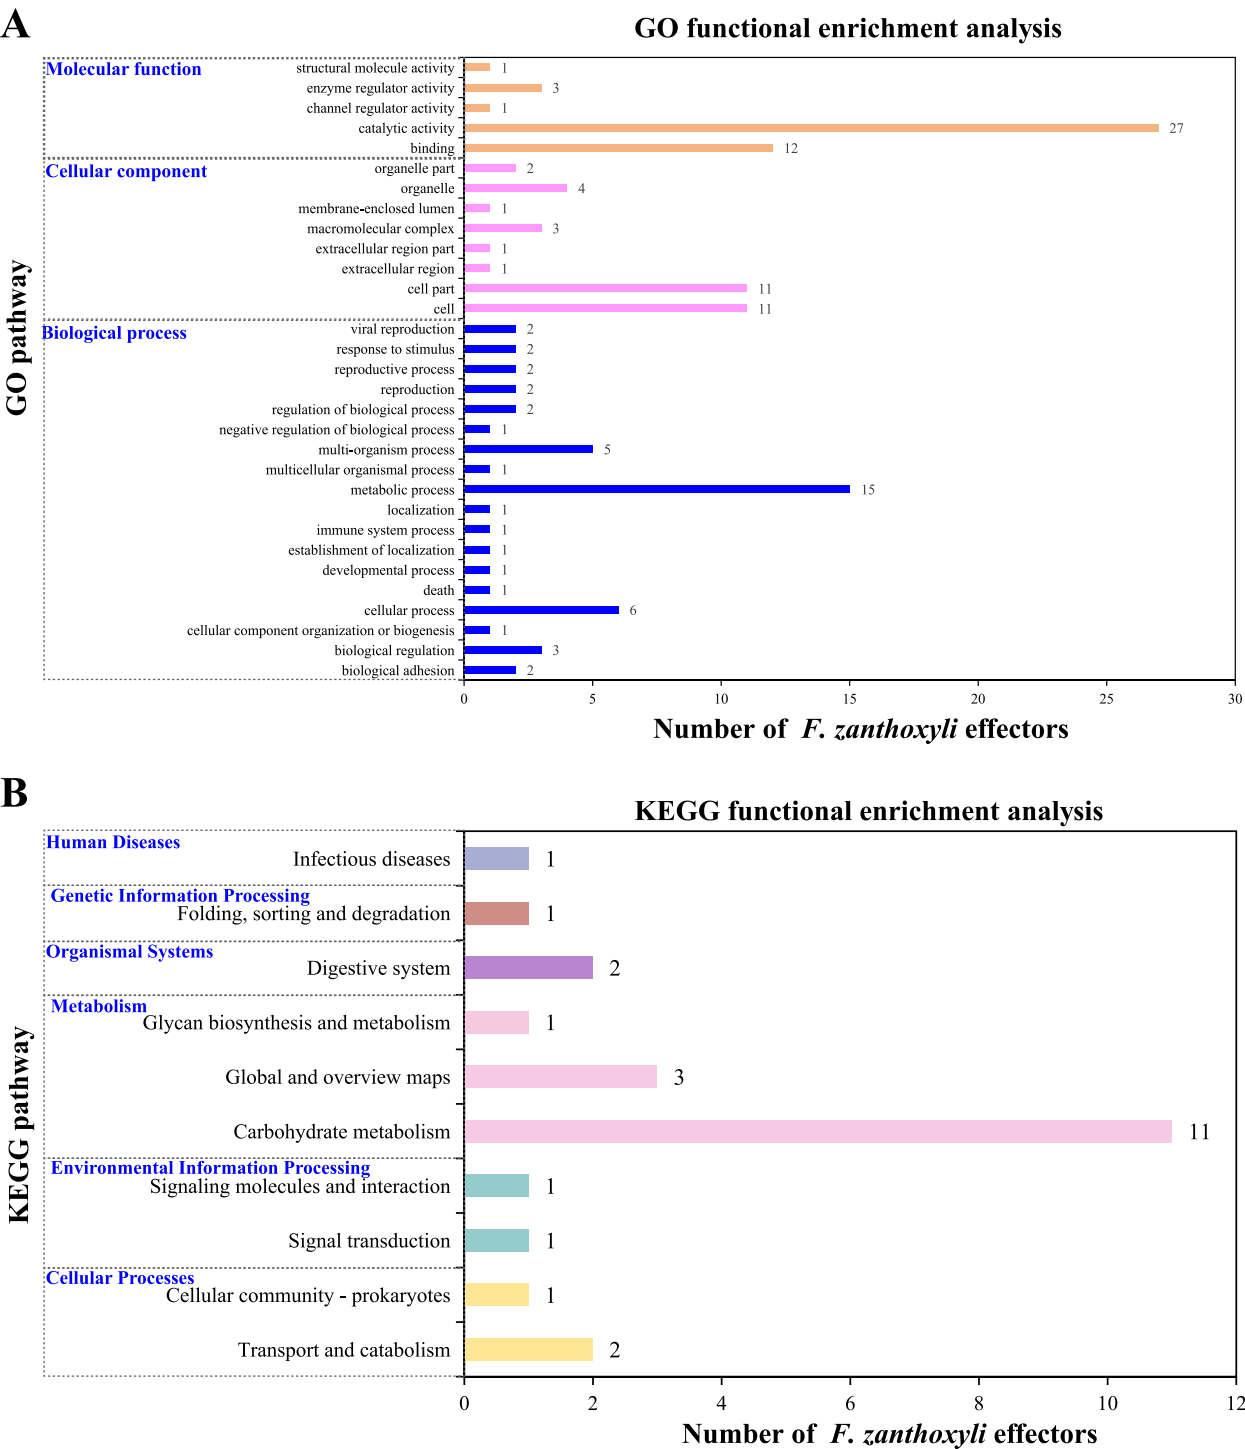 A
GO functional enrichment analysis
GO pathway
Molecular function
structural molecule activity 1
enzyme regulator activity 3
channel regulator activity 1
catalytic activity 27
binding 12
Cellular component
organelle part 2
organelle 4
membrane-enclosed lumen 1
macromolecular complex 3
extracellular region part 1
extracellular region 1
cell part 11
cell 11
Biological process
viral reproduction 2
response to stimulus 2
reproductive process 2
reproduction 2
regulation of biological process 2
negative regulation of biological process 1
multi-organism process 5
multicellular organismal process 1
metabolic process 15
localization 1
immune system process 1
establishment of localization 1
developmental process 1
death 1
cellular process 6
cellular component organization or biogenesis 1
biological regulation 3
biological adhesion 2
0 5 10 15 20 25 30
Number of F. zanthoxyli effectors
B
KEGG functional enrichment analysis
KEGG pathway
Human Diseases
Infectious diseases 1
Genetic Information Processing
Folding, sorting and degradation 1
Organismal Systems
Digestive system 2
Metabolism
Glycan biosynthesis and metabolism 1
Global and overview maps 3
Carbohydrate metabolism 11
Environmental Information Processing
Signaling molecules and interaction 1
Signal transduction 1
Cellular Processes
Cellular community - prokaryotes 1
Transport and catabolism 2
0 2 4 6 8 10 12
Number of F. zanthoxyli effectors